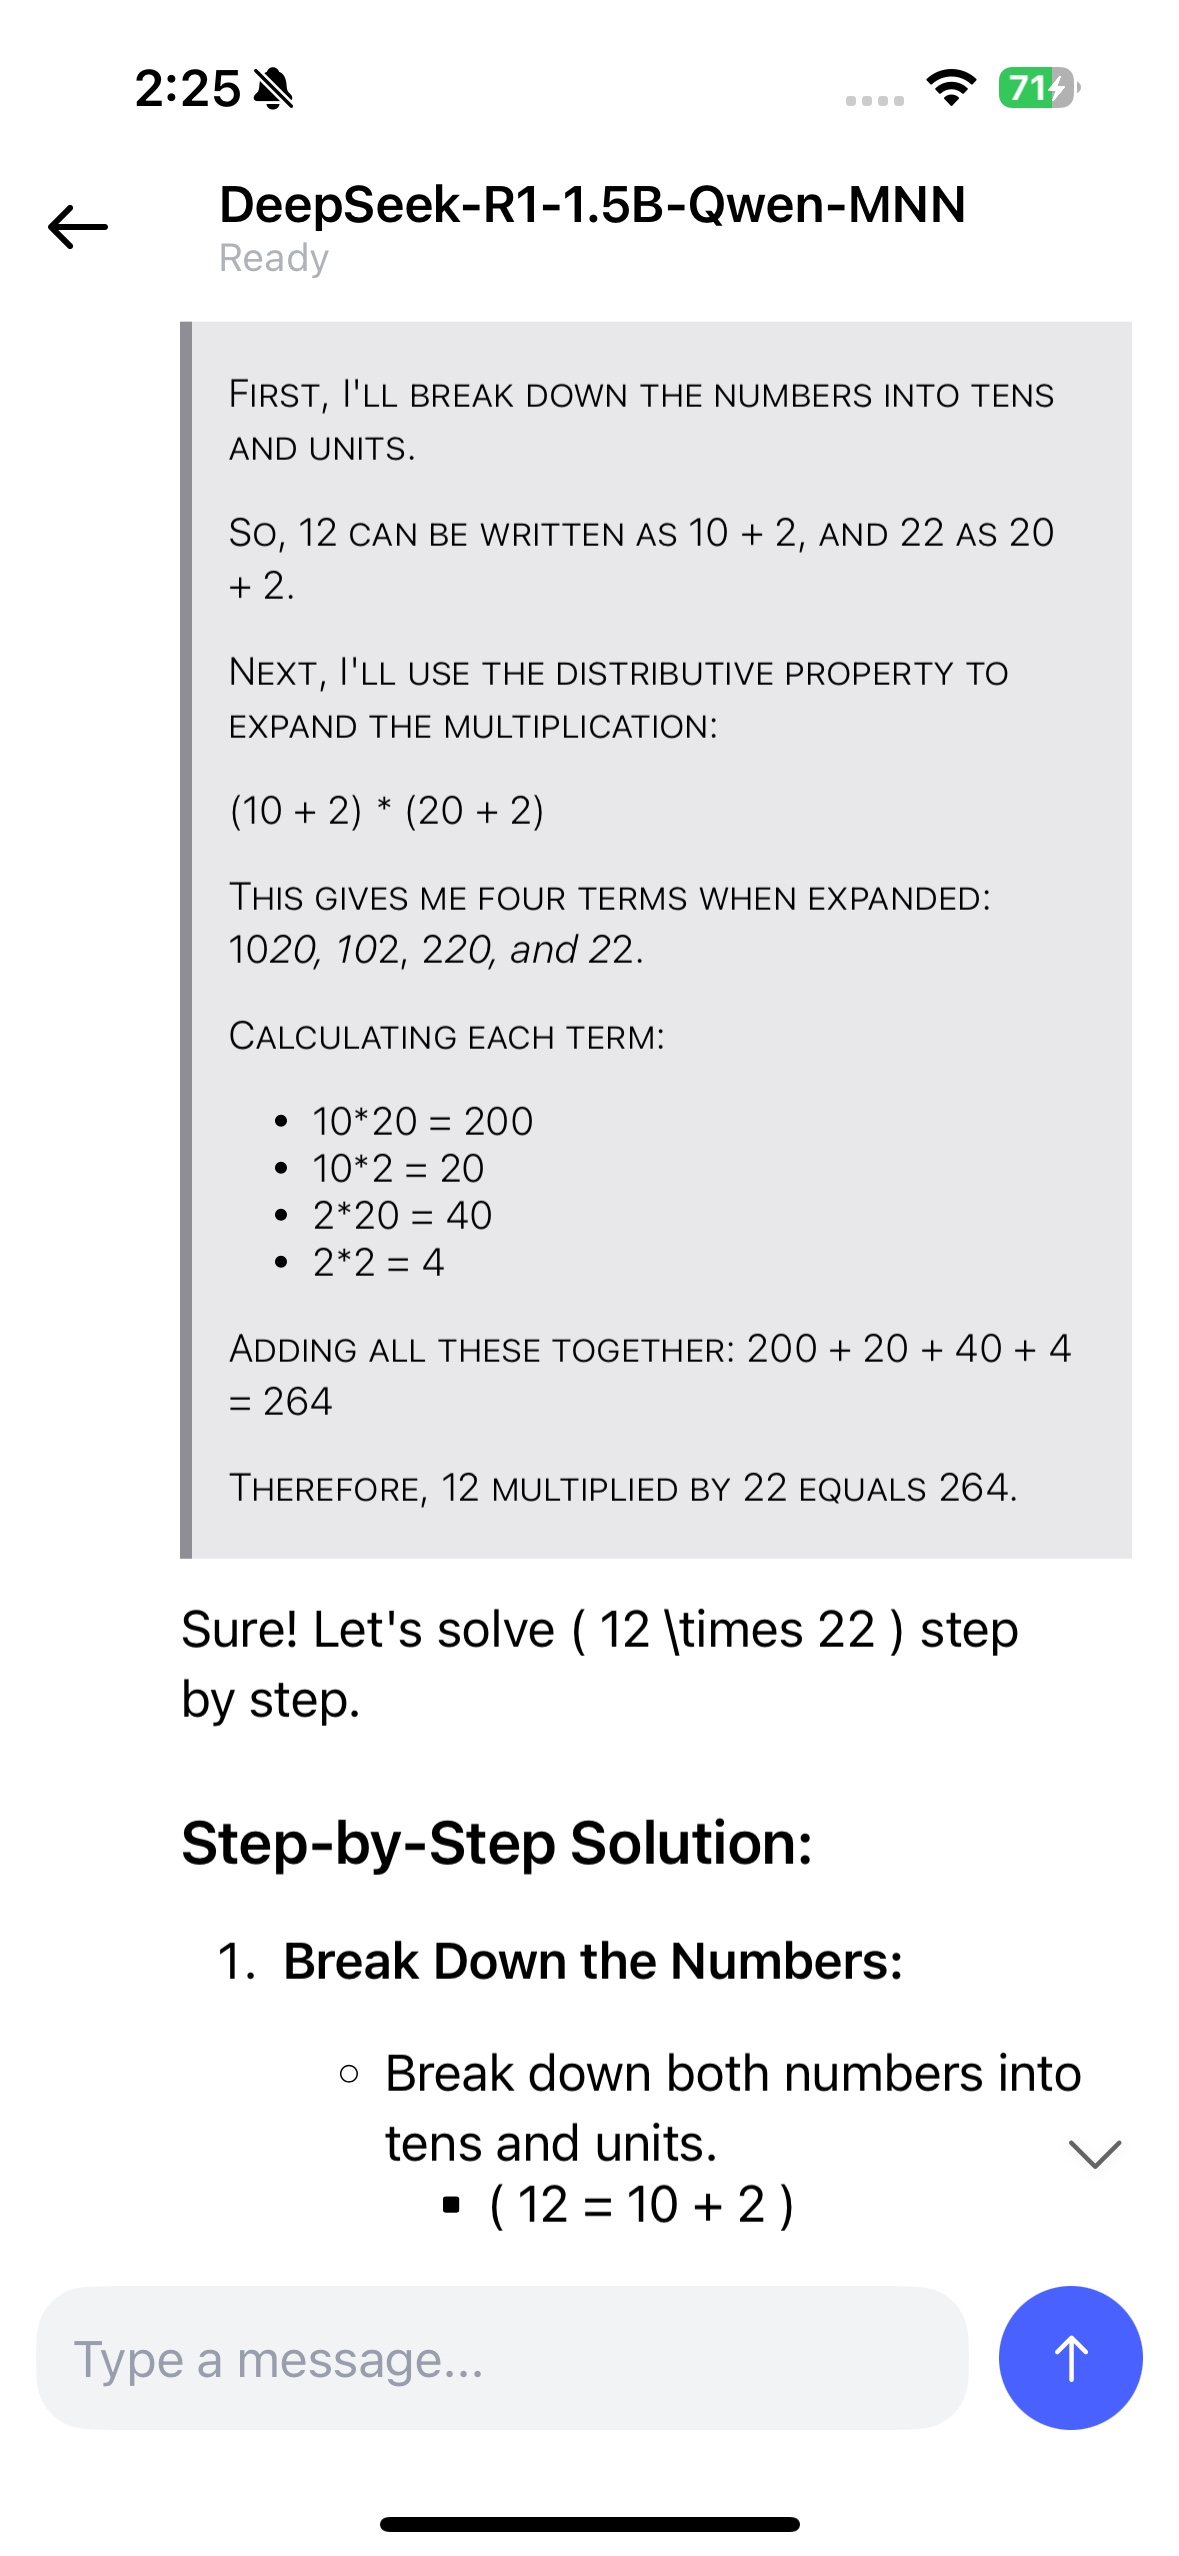 2:25
71
DeepSeek-R1-1.5B-Qwen-MNN
Ready
First, I'll break down the numbers into tens
and units.
So, 12 can be written as 10 + 2, and 22 as 20
+ 2.
Next, I'll use the distributive property to
expand the multiplication:
(10 + 2) * (20 + 2)
This gives me four terms when expanded:
1020, 102, 220, and 22.
Calculating each term:
• 10*20 = 200
• 10*2 = 20
• 2*20 = 40
• 2*2 = 4
Adding all these together: 200 + 20 + 40 + 4
= 264
Therefore, 12 multiplied by 22 equals 264.
Sure! Let's solve ( 12 \times 22 ) step
by step.
Step-by-Step Solution:
1. Break Down the Numbers:
○ Break down both numbers into
tens and units.
▪ ( 12 = 10 + 2 )
Type a message...